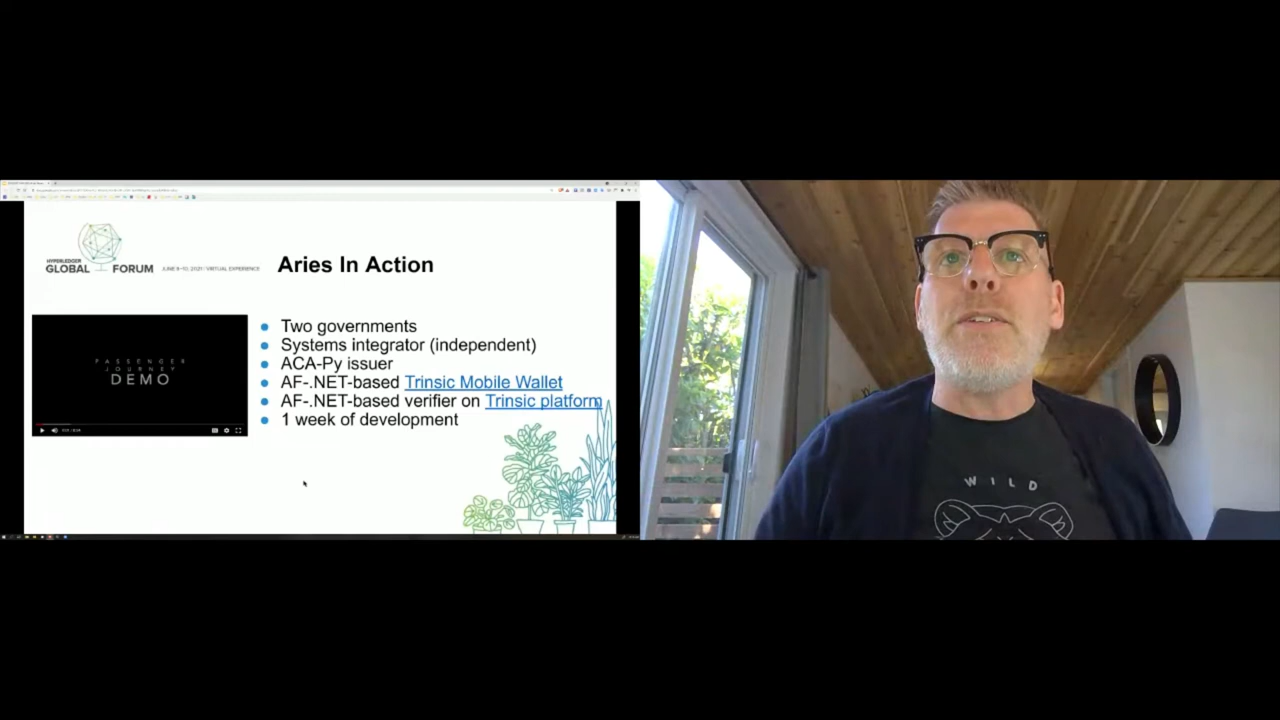 HYPERLEDGER
GLOBAL FORUM
JUNE 8–10, 2021 | VIRTUAL EXPERIENCE
Aries In Action
PASSENGER
JOURNEY
DEMO
Two governments
Systems integrator (independent)
ACA-Py issuer
AF-.NET-based Trinsic Mobile Wallet
AF-.NET-based verifier on Trinsic platform
1 week of development
WILD